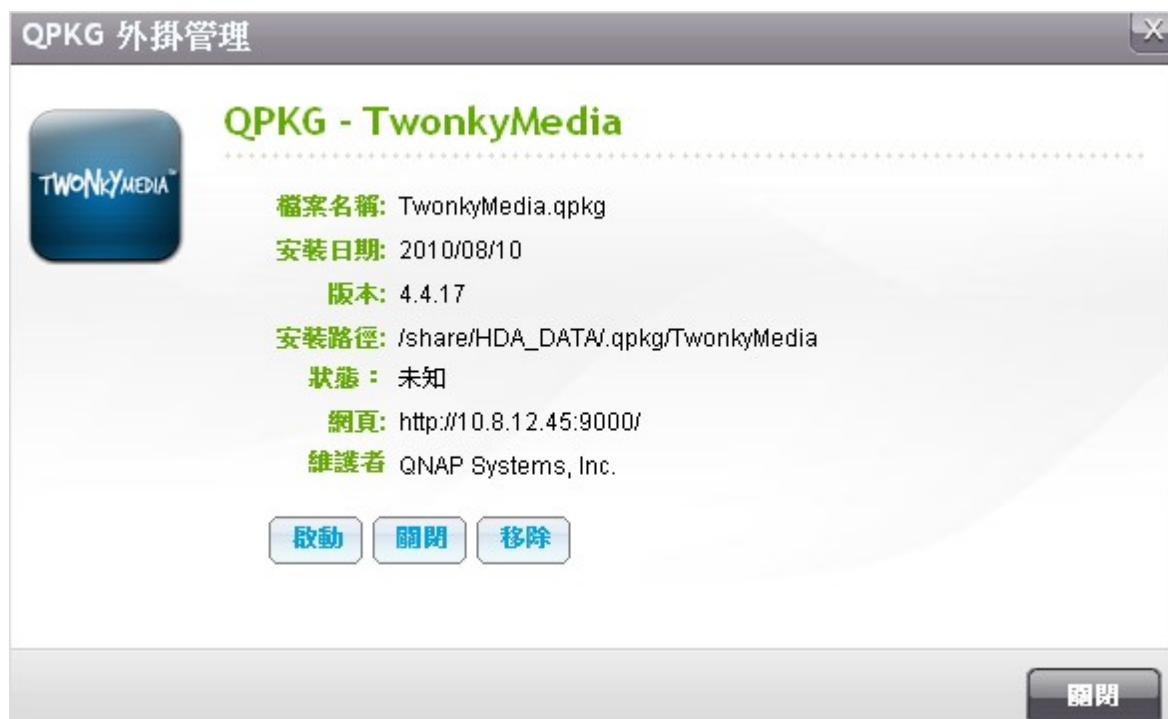 QPKG 外掛管理
X
TWONKYMEDIA™
QPKG - TwonkyMedia
檔案名稱: TwonkyMedia.qpkg
安裝日期: 2010/08/10
版本: 4.4.17
安裝路徑: /share/HDA_DATA/.qpkg/TwonkyMedia
狀態： 未知
網頁: http://10.8.12.45:9000/
維護者 QNAP Systems, Inc.
啟動 關閉 移除
關閉